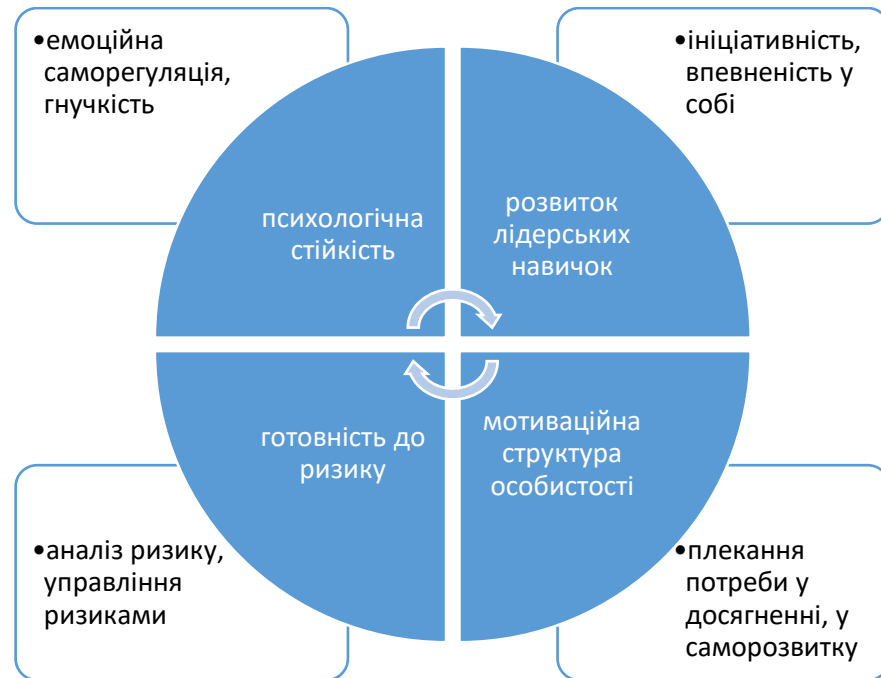 •емоційна
саморегуляція,
гнучкість
•ініціативність,
впевненість у
собі
психологічна
стійкість
розвиток
лідерських
навичок
готовність до
ризику
мотиваційна
структура
особистості
•аналіз ризику,
управління
ризиками
•плекання
потреби у
досягненні, у
саморозвитку